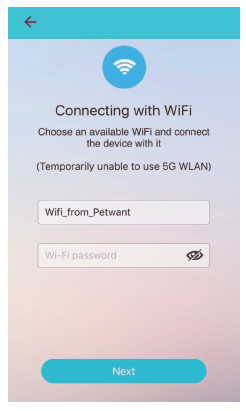 Connecting with WiFi
Choose an available WiFi and connect
the device with it
(Temporarily unable to use 5G WLAN)
Wifi_from_Petwant
Wi-Fi password
Next